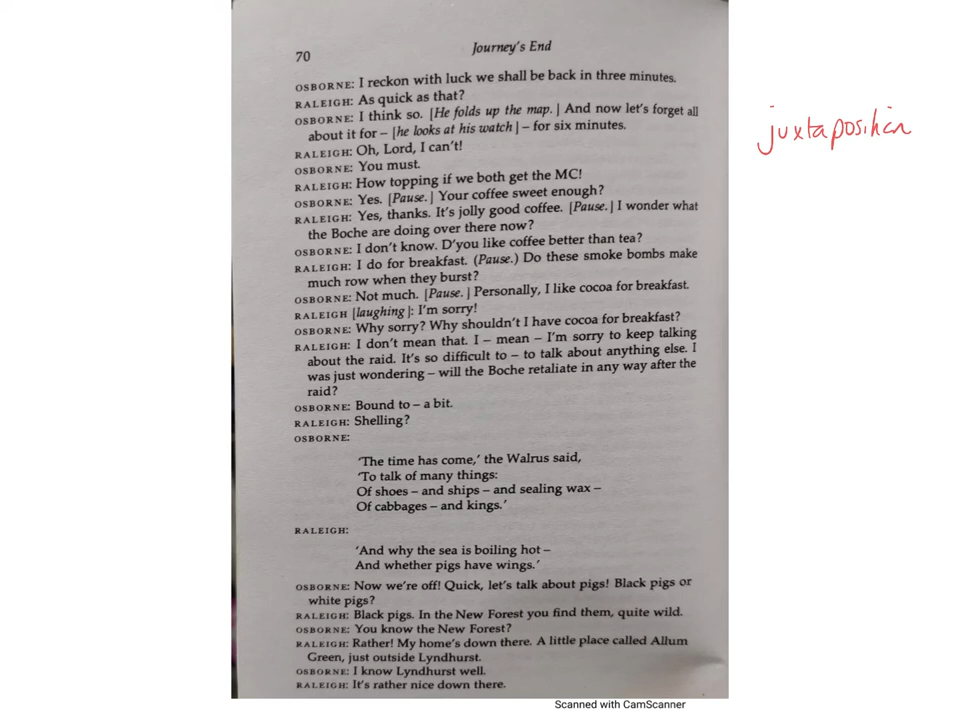 70
Journey's End
OSBORNE: I reckon with luck we shall be back in three minutes.
RALEIGH: As quick as that?
OSBORNE: I think so. [He folds up the map.] And now let's forget all
about it for – [he looks at his watch] – for six minutes.
RALEIGH: Oh, Lord, I can't!
OSBORNE: You must.
RALEIGH: How topping if we both get the MC!
OSBORNE: Yes. [Pause.] Your coffee sweet enough?
RALEIGH: Yes, thanks. It's jolly good coffee. [Pause.] I wonder what
the Boche are doing over there now?
OSBORNE: I don't know. D'you like coffee better than tea?
RALEIGH: I do for breakfast. (Pause.) Do these smoke bombs make
much row when they burst?
OSBORNE: Not much. [Pause.] Personally, I like cocoa for breakfast.
RALEIGH [laughing]: I'm sorry!
OSBORNE: Why sorry? Why shouldn't I have cocoa for breakfast?
RALEIGH: I don't mean that. I – mean – I'm sorry to keep talking
about the raid. It's so difficult to – to talk about anything else. I
was just wondering – will the Boche retaliate in any way after the
raid?
OSBORNE: Bound to – a bit.
RALEIGH: Shelling?
OSBORNE:
'The time has come,' the Walrus said,
'To talk of many things:
Of shoes – and ships – and sealing wax –
Of cabbages – and kings.'
RALEIGH:
'And why the sea is boiling hot –
And whether pigs have wings.'
OSBORNE: Now we're off! Quick, let's talk about pigs! Black pigs or
white pigs?
RALEIGH: Black pigs. In the New Forest you find them, quite wild.
OSBORNE: You know the New Forest?
RALEIGH: Rather! My home's down there. A little place called Allum
Green, just outside Lyndhurst.
OSBORNE: I know Lyndhurst well.
RALEIGH: It's rather nice down there.
juxtaposition
Scanned with CamScanner